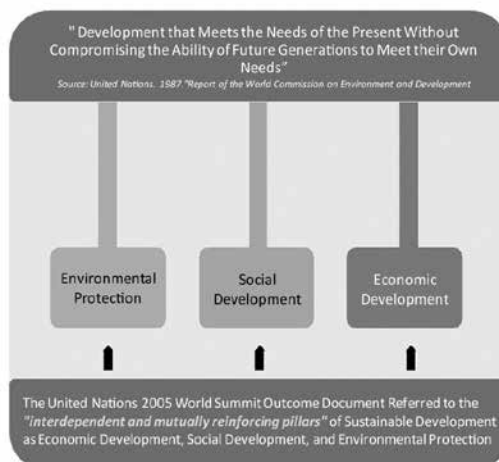 " Development that Meets the Needs of the Present Without
Compromising the Ability of Future Generations to Meet their Own
Needs"
Source: United Nations. 1987 "Report of the World Commission on Environment and Development
Environmental
Protection
Social
Development
Economic
Development
The United Nations 2005 World Summit Outcome Document Referred to the
"interdependent and mutually reinforcing pillars" of Sustainable Development
as Economic Development, Social Development, and Environmental Protection